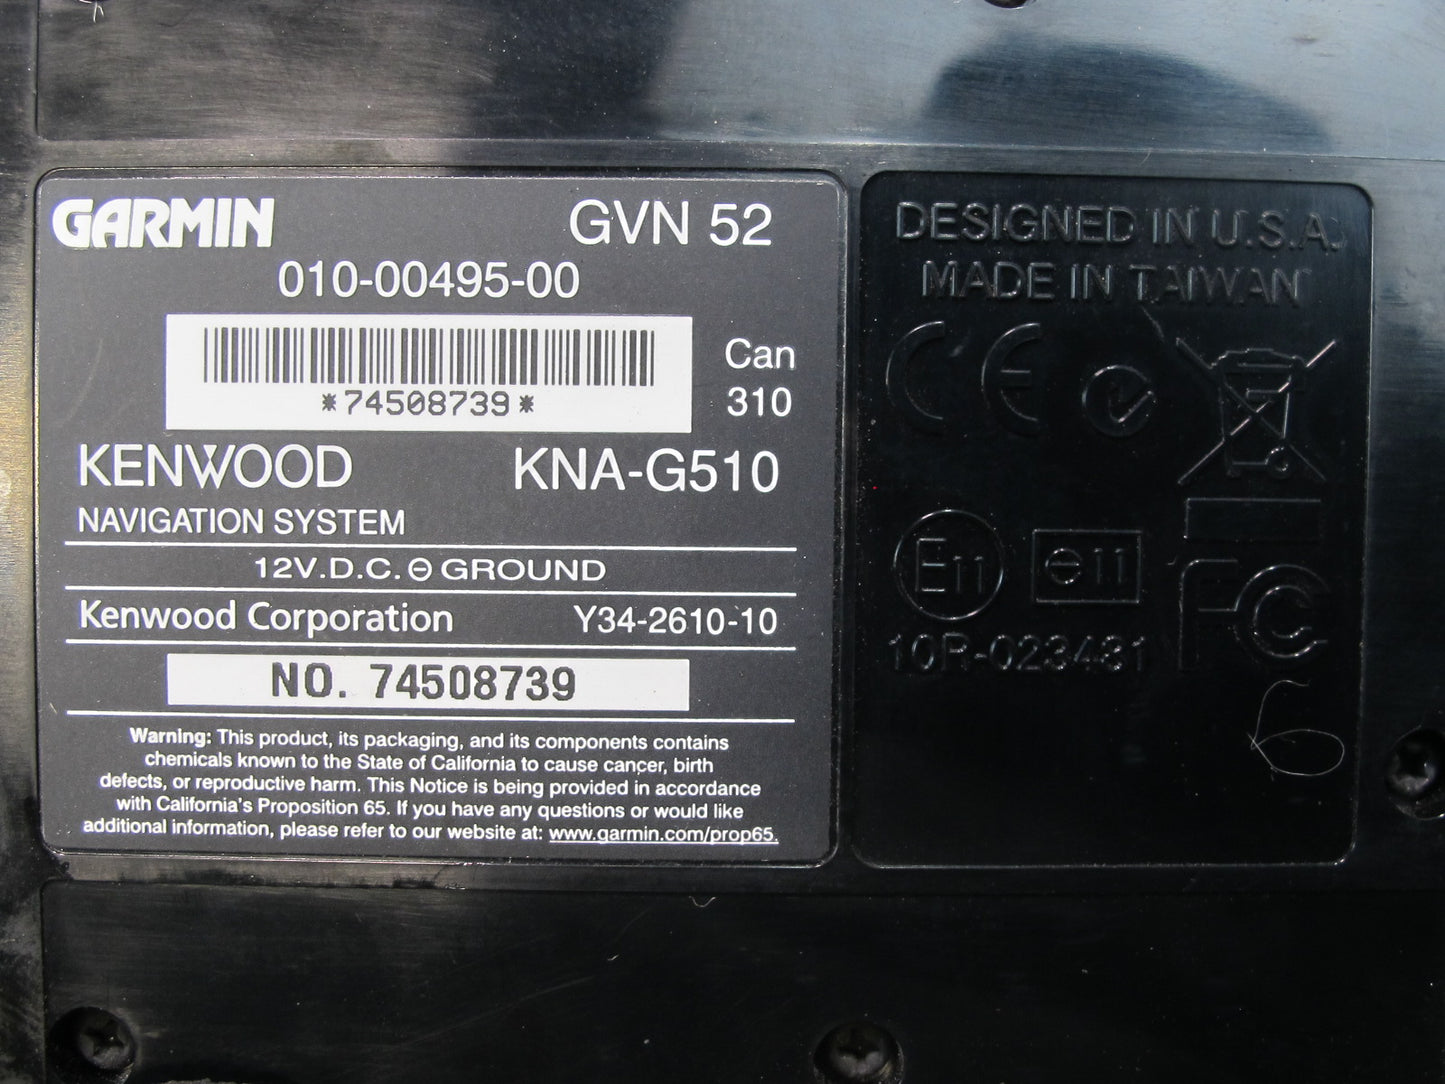 GARMIN GVN 52
010-00495-00
*74508739*
Can
310
KENWOOD KNA-G510
NAVIGATION SYSTEM
12V.D.C. ⊖ GROUND
Kenwood Corporation Y34-2610-10
NO. 74508739
Warning: This product, its packaging, and its components contains
chemicals known to the State of California to cause cancer, birth
defects, or reproductive harm. This Notice is being provided in accordance
with California's Proposition 65. If you have any questions or would like
additional information, please refer to our website at: www.garmin.com/prop65.
DESIGNED IN U.S.A.
MADE IN TAIWAN
CE
E11
e11
10R-023431
FC
6